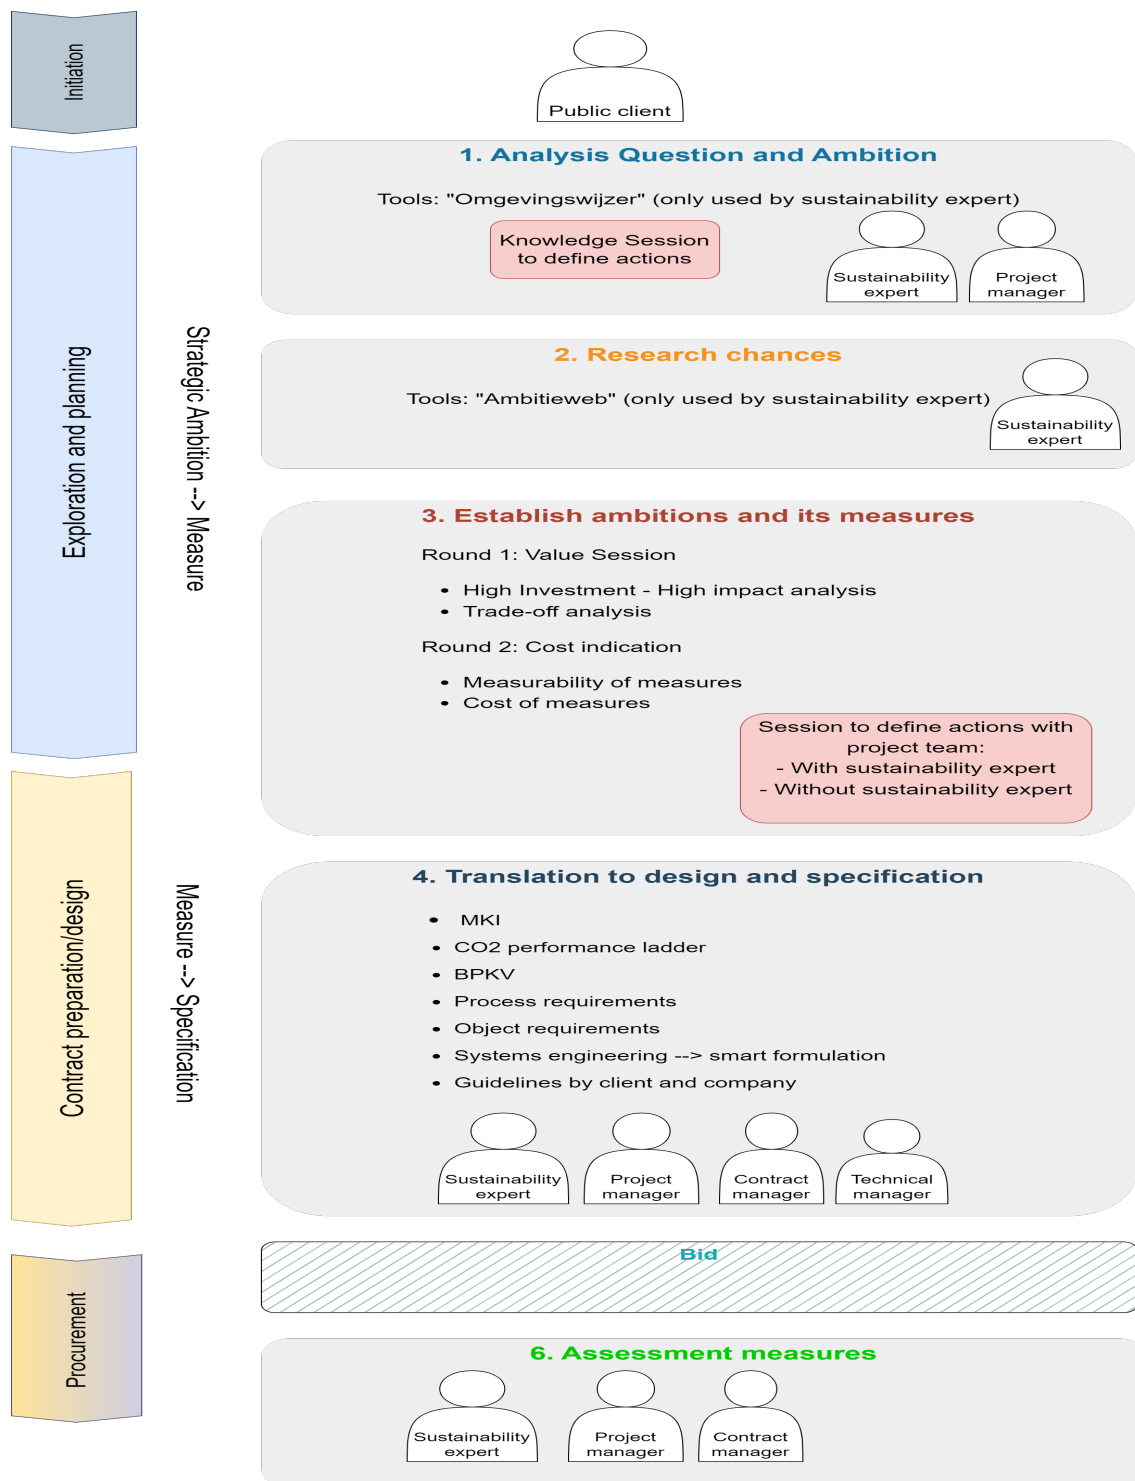 Initiation
Public client
Exploration and planning
Strategic Ambition --> Measure
1. Analysis Question and Ambition
Tools: "Omgevingswijzer" (only used by sustainability expert)
Knowledge Session
to define actions
Sustainability
expert
Project
manager
2. Research chances
Tools: "Ambitieweb" (only used by sustainability expert)
Sustainability
expert
3. Establish ambitions and its measures
Round 1: Value Session
• High Investment - High impact analysis
• Trade-off analysis
Round 2: Cost indication
• Measurability of measures
• Cost of measures
Session to define actions with
project team:
- With sustainability expert
- Without sustainability expert
Contract preparation/design
Measure --> Specification
4. Translation to design and specification
• MKI
• CO2 performance ladder
• BPKV
• Process requirements
• Object requirements
• Systems engineering --> smart formulation
• Guidelines by client and company
Sustainability
expert
Project
manager
Contract
manager
Technical
manager
Procurement
Bid
6. Assessment measures
Sustainability
expert
Project
manager
Contract
manager